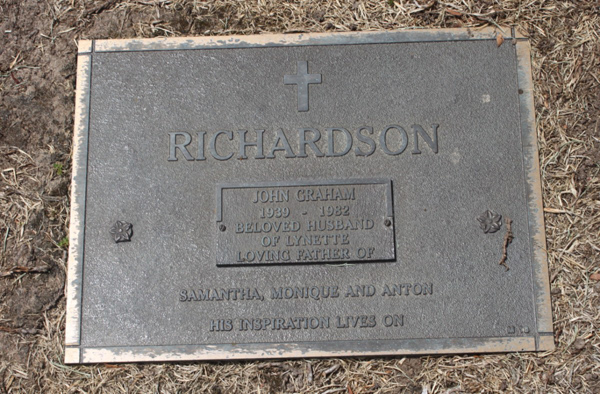 RICHARDSON
JOHN GRAHAM
1939 - 1982
BELOVED HUSBAND
OF LYNETTE
LOVING FATHER OF
SAMANTHA, MONIQUE AND ANTON
HIS INSPIRATION LIVES ON